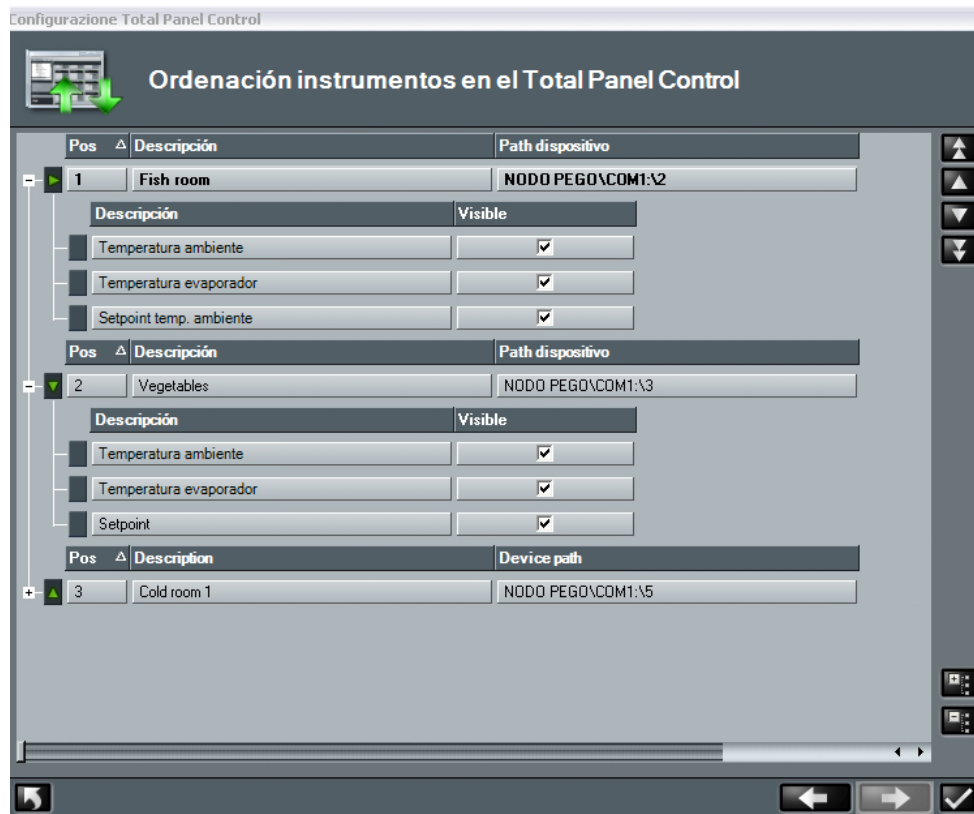 Configurazione Total Panel Control
Ordenación instrumentos en el Total Panel Control
Pos Descripción Path dispositivo
1 Fish room NODO PEGO\COM1:\2
Descripción Visible
Temperatura ambiente
Temperatura evaporador
Setpoint temp. ambiente
Pos Descripción Path dispositivo
2 Vegetables NODO PEGO\COM1:\3
Descripción Visible
Temperatura ambiente
Temperatura evaporador
Setpoint
Pos Description Device path
3 Cold room 1 NODO PEGO\COM1:\5